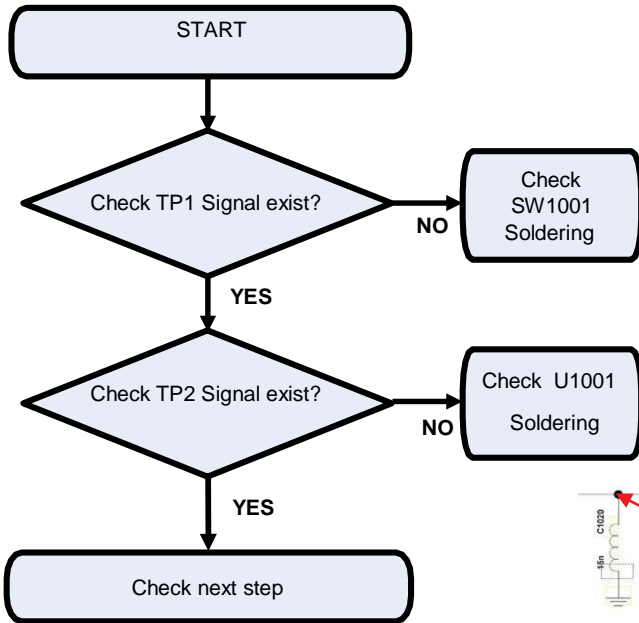 START
Check TP1 Signal exist?
Check
SW1001
Soldering
NO
YES
Check TP2 Signal exist?
Check U1001
Soldering
NO
YES
C1020
15n
Check next step